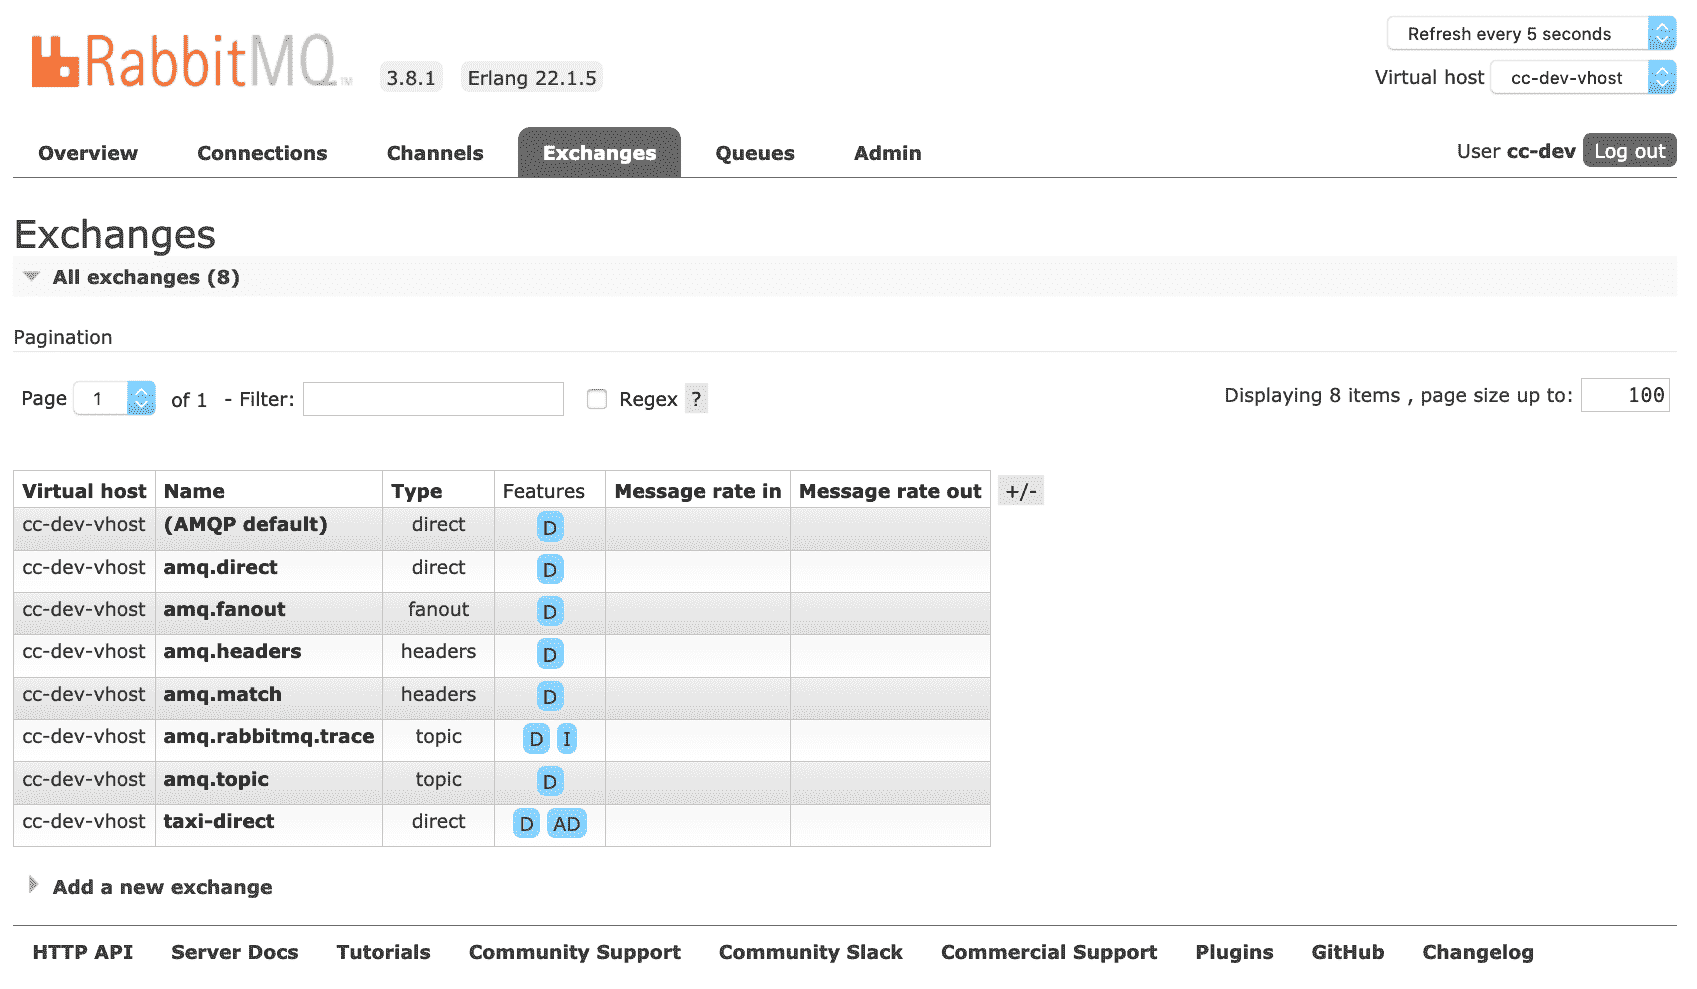 RabbitMQ TM 3.8.1 Erlang 22.1.5
Refresh every 5 seconds
Virtual host cc-dev-vhost
Overview Connections Channels Exchanges Queues Admin
User cc-dev Log out
Exchanges
All exchanges (8)
Pagination
Page 1 of 1 - Filter: Regex ?
Displaying 8 items , page size up to: 100
Virtual host Name Type Features Message rate in Message rate out +/-
cc-dev-vhost (AMQP default) direct D
cc-dev-vhost amq.direct direct D
cc-dev-vhost amq.fanout fanout D
cc-dev-vhost amq.headers headers D
cc-dev-vhost amq.match headers D
cc-dev-vhost amq.rabbitmq.trace topic D I
cc-dev-vhost amq.topic topic D
cc-dev-vhost taxi-direct direct D AD
Add a new exchange
HTTP API Server Docs Tutorials Community Support Community Slack Commercial Support Plugins GitHub Changelog